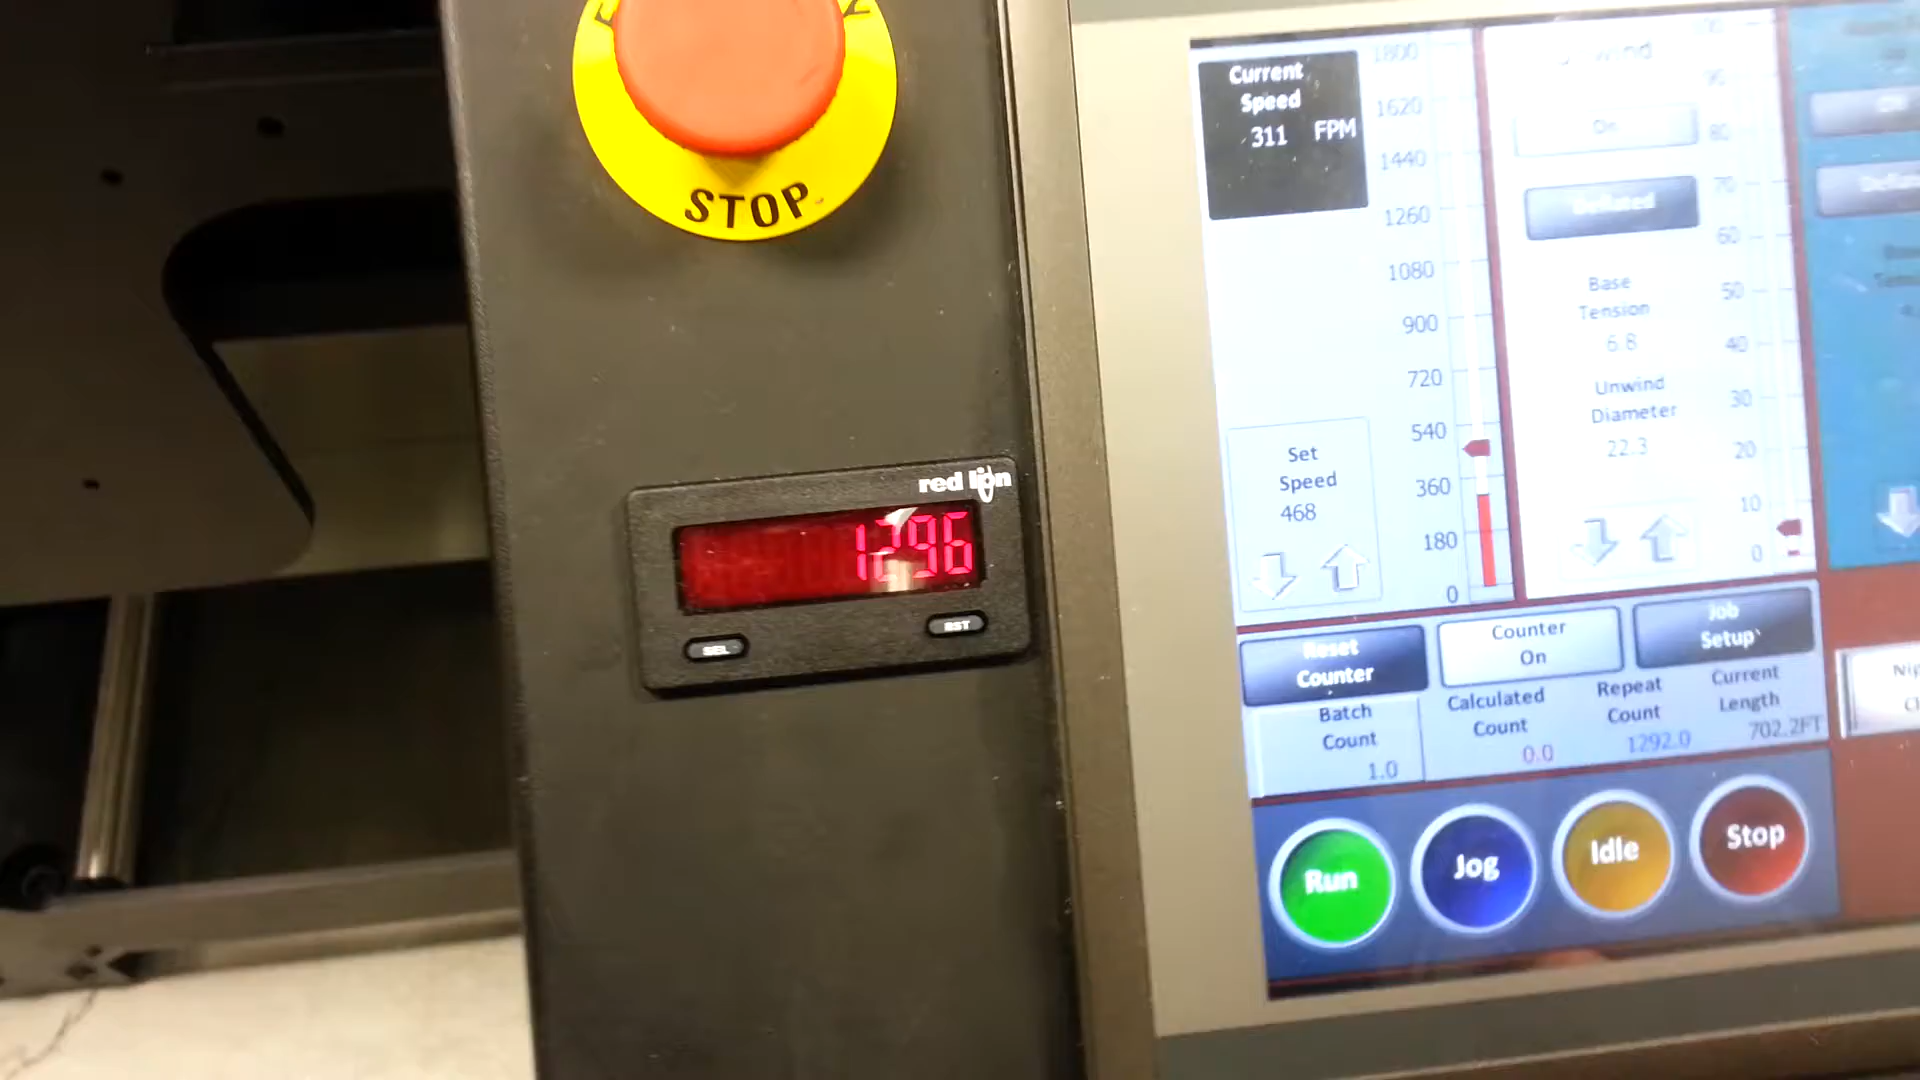 STOP
red lion
1296
SEL
RST
Current
Speed
311 FPM
1800
1620
1440
1260
1080
900
720
540
360
180
0
Set
Speed
468
On
90
80
70
60
50
40
30
20
10
0
Base
Tension
6.8
Unwind
Diameter
22.3
Reset
Counter
Counter
On
Job
Setup
Batch
Count
1.0
Calculated
Count
0.0
Repeat
Count
1292.0
Current
Length
702.2FT
Run
Jog
Idle
Stop